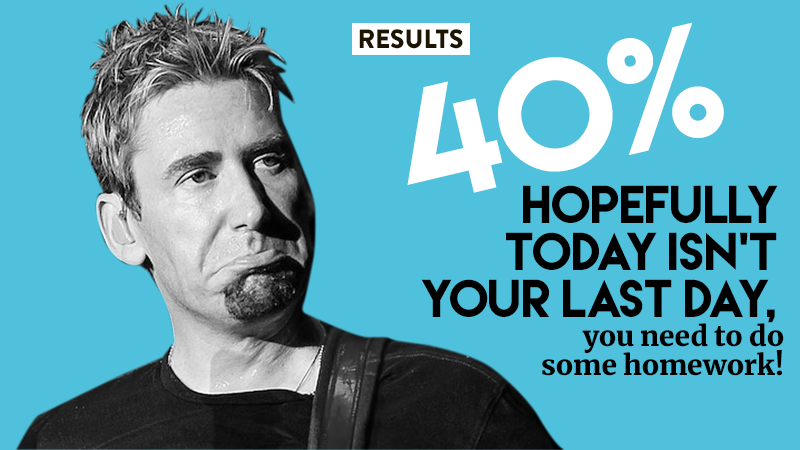 RESULTS
40%
HOPEFULLY
TODAY ISN'T
YOUR LAST DAY,
you need to do
some homework!